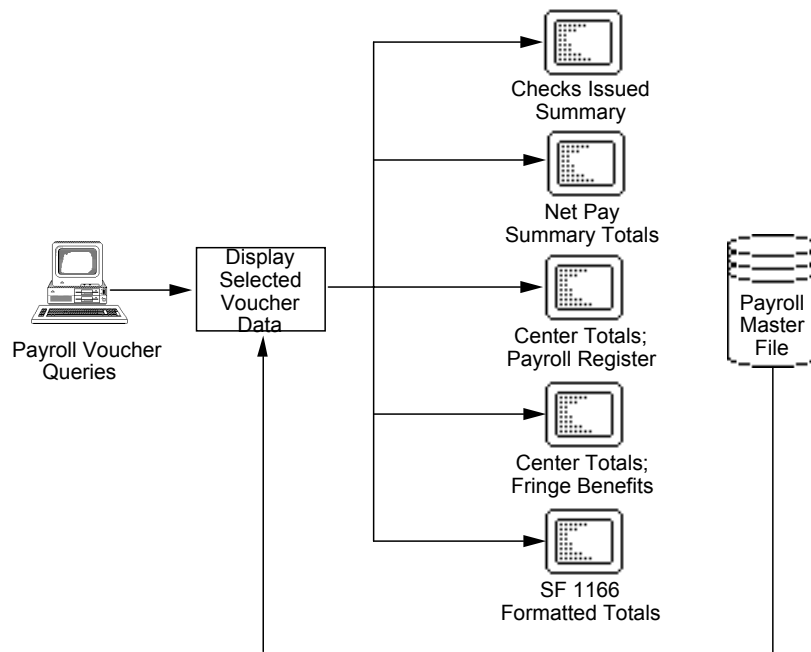 Checks Issued
Summary
Net Pay
Summary Totals
Display
Selected
Voucher
Data
Payroll Voucher
Queries
Center Totals;
Payroll Register
Payroll
Master
File
Center Totals;
Fringe Benefits
SF 1166
Formatted Totals